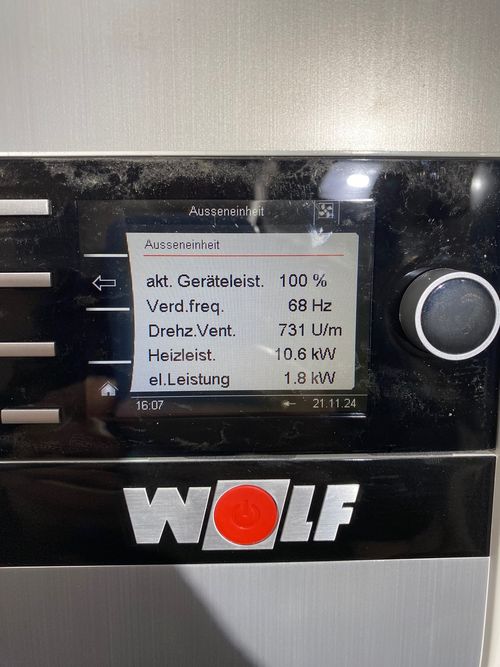 Ausseneinheit
Ausseneinheit
akt. Geräteleist. 100 %
Verd.freq. 68 Hz
Drehz.Vent. 731 U/m
Heizleist. 10.6 kW
el.Leistung 1.8 kW
16:07 21.11.24
WOLF